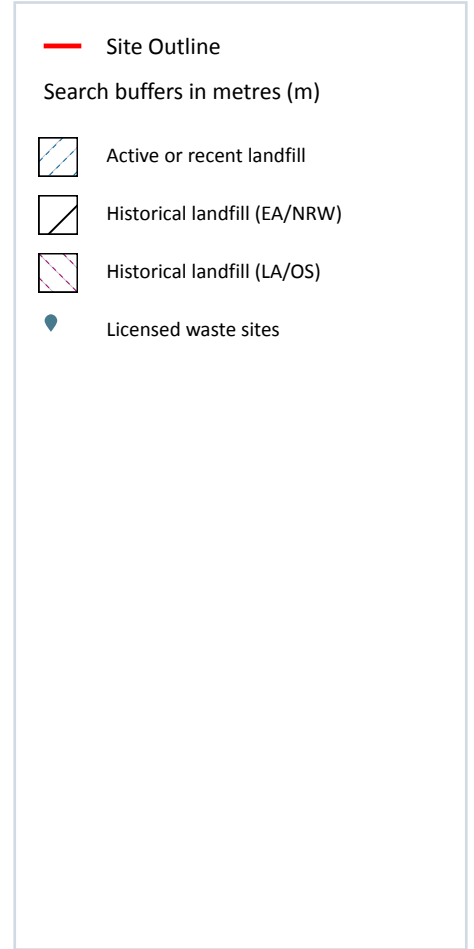 Site Outline
Search buffers in metres (m)
Active or recent landfill
Historical landfill (EA/NRW)
Historical landfill (LA/OS)
Licensed waste sites